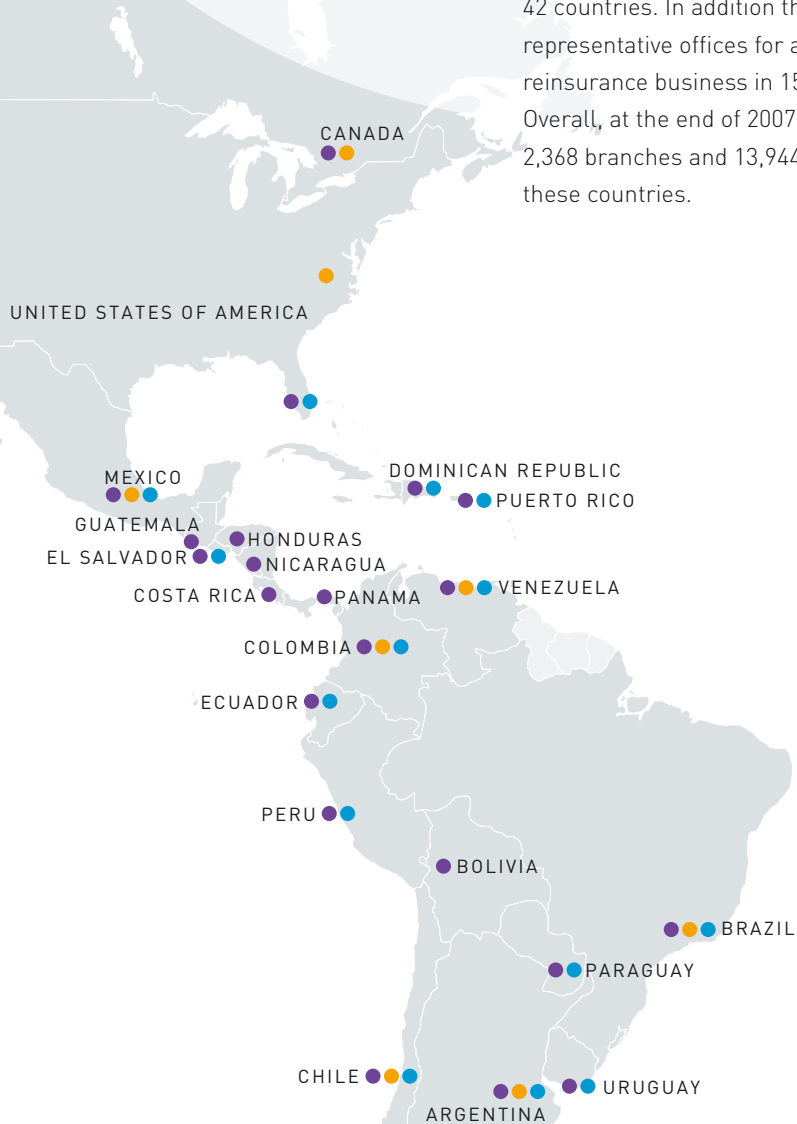 42 countries. In addition th
representative offices for a
reinsurance business in 15
Overall, at the end of 2007
2,368 branches and 13,944
these countries.
CANADA
UNITED STATES OF AMERICA
MEXICO
DOMINICAN REPUBLIC
PUERTO RICO
GUATEMALA
HONDURAS
EL SALVADOR
NICARAGUA
COSTA RICA
PANAMA
VENEZUELA
COLOMBIA
ECUADOR
PERU
BOLIVIA
BRAZIL
PARAGUAY
CHILE
URUGUAY
ARGENTINA